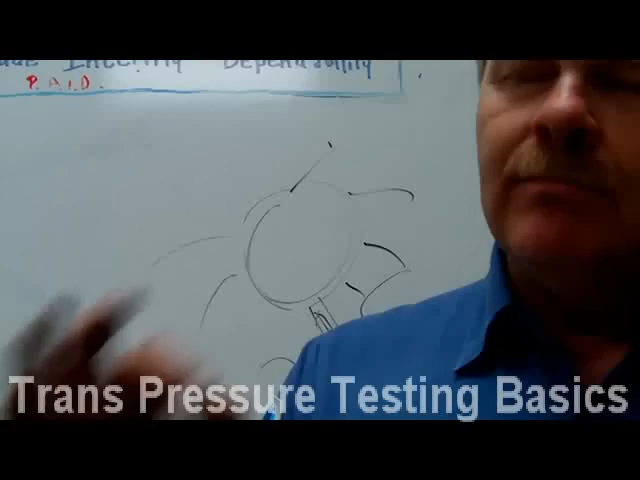 Integrity Dependability
P.A.I.D.
Trans Pressure Testing Basics